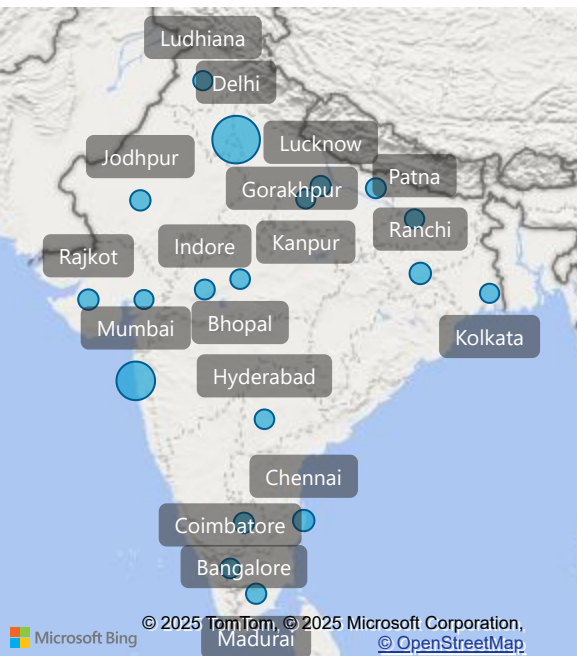 Ludhiana
Delhi
Lucknow
Jodhpur
Patna
Gorakhpur
Ranchi
Kanpur
Indore
Rajkot
Mumbai
Bhopal
Kolkata
Hyderabad
Chennai
Coimbatore
Bangalore
© 2025 TomTom, © 2025 Microsoft Corporation,
Microsoft Bing
Madurai
© OpenStreetMap